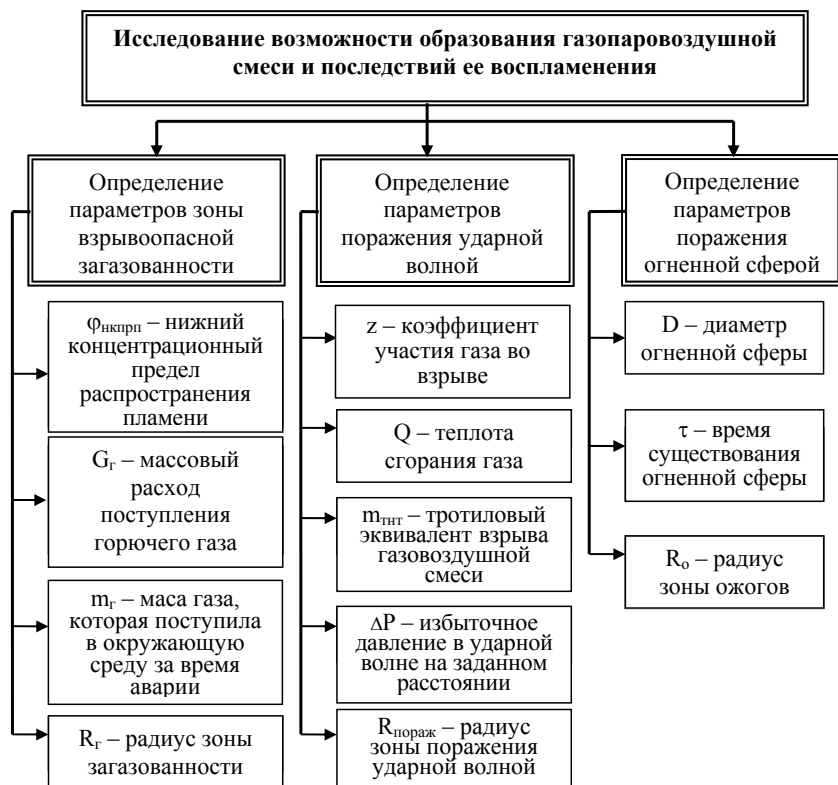 Исследование возможности образования газопаровоздушной
смеси и последствий ее воспламенения
Определение
параметров зоны
взрывоопасной
загазованности
φнкпрп – нижний
концентрационный
предел
распространения
пламени
Gг – массовый
расход
поступления
горючего газа
mг – маса газа,
которая поступила
в окружающую
среду за время
аварии
Rг – радиус зоны
загазованности
Определение
параметров
поражения ударной
волной
z – коэффициент
участия газа во
взрыве
Q – теплота
сгорания газа
mтнт – тротиловый
эквивалент взрыва
газовоздушной
смеси
ΔP – избыточное
давление в ударной
волне на заданном
расстоянии
Rпораж – радиус
зоны поражения
ударной волной
Определение
параметров
поражения
огненной сферой
D – диаметр
огненной сферы
τ – время
существования
огненной сферы
Rо – радиус
зоны ожогов